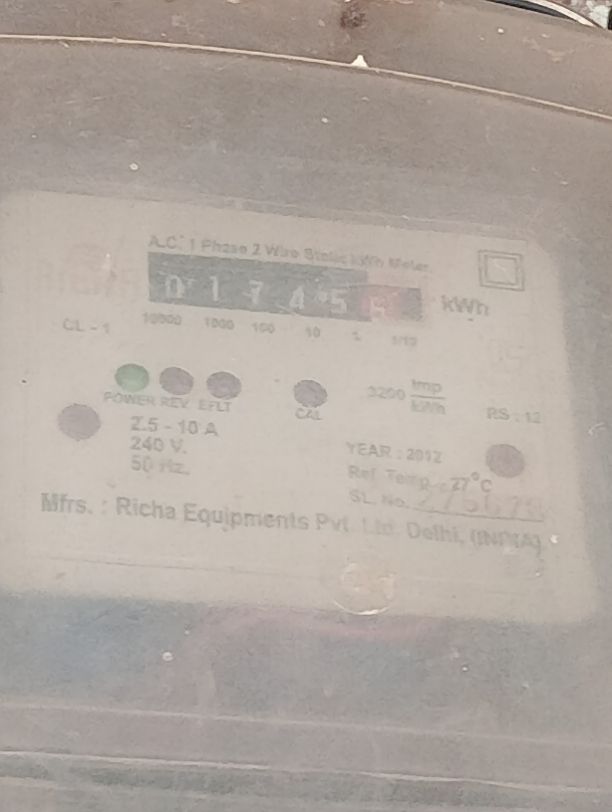 A.C. 1 Phase 2 Wire Static kWh Meter
0 1 7 4 5 kWh
CL - 1
10000 1000 100 10 1 1/10
POWER REV EFLT CAL
3200 imp/kWh
RS : 12
2.5 - 10 A
240 V.
50 Hz.
YEAR : 2012
Ref. Temp. : 27°C
SL. No.
Mfrs. : Richa Equipments Pvt. Ltd. Delhi, (INDIA)